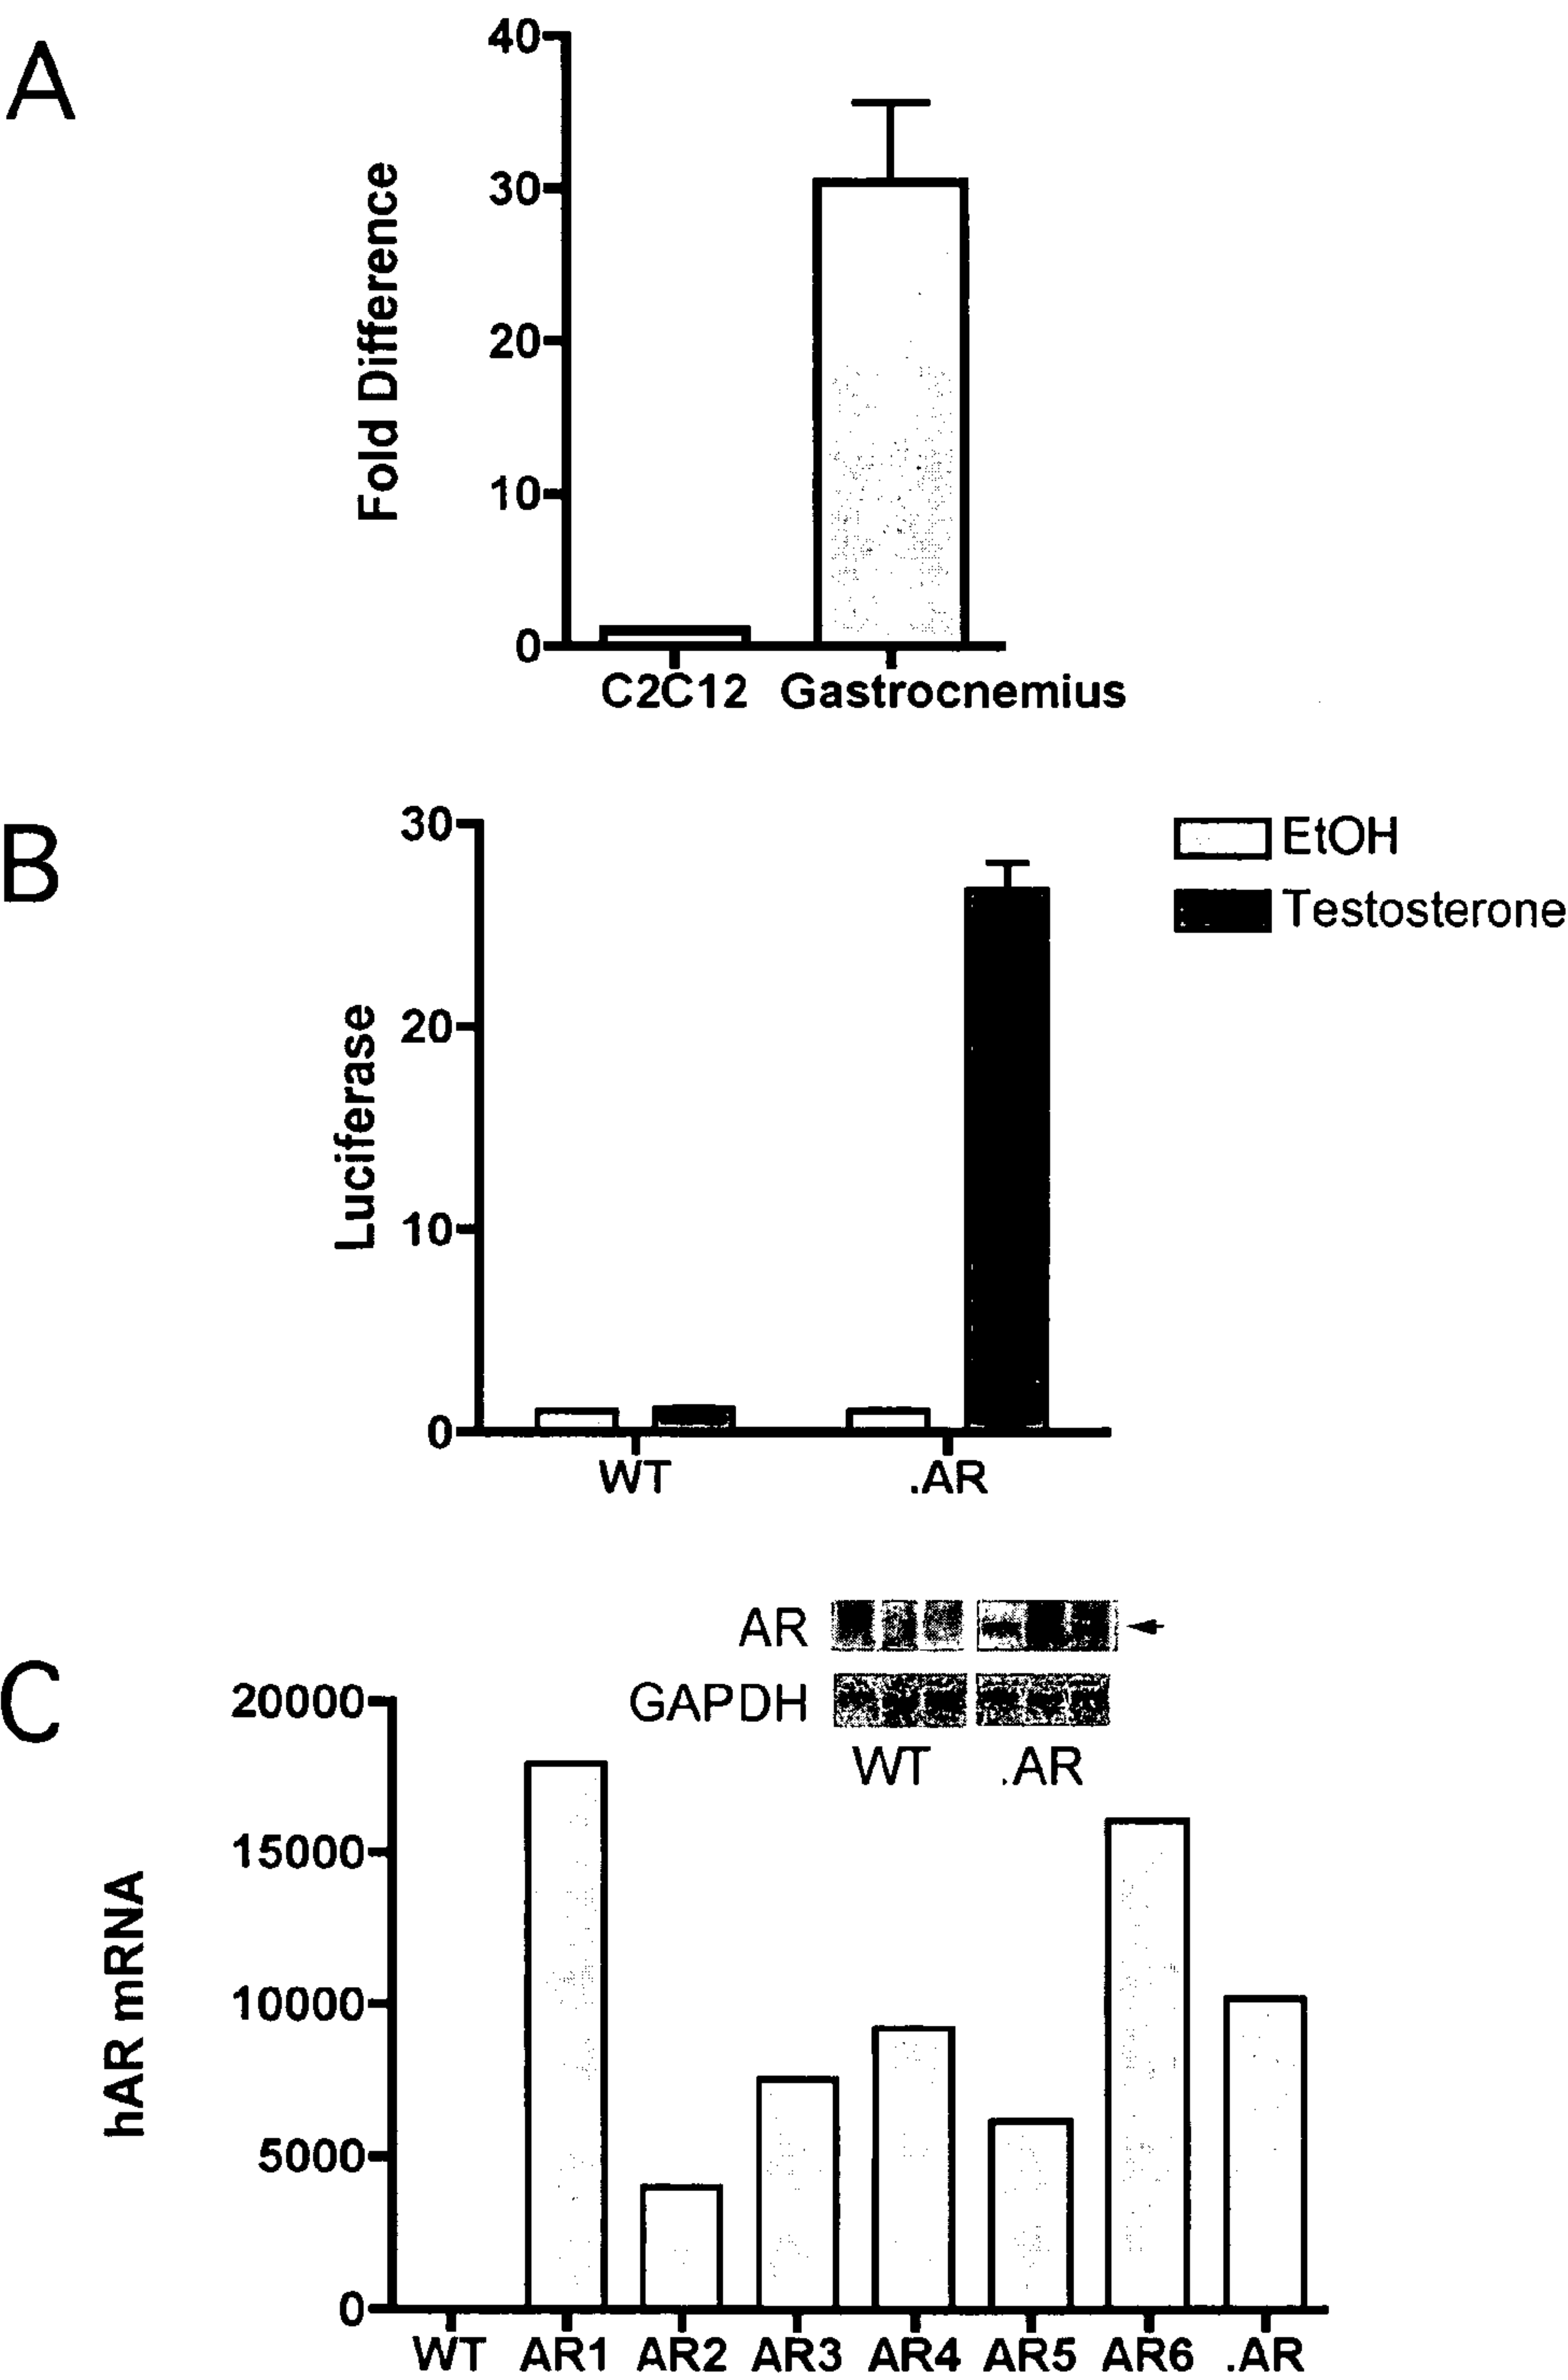 A
40
30
20
10
0
Fold Difference
C2C12 Gastrocnemius
B
30
20
10
0
Luciferase
EtOH
Testosterone
WT .AR
C
AR
GAPDH
WT .AR
20000
15000
10000
5000
0
hAR mRNA
WT AR1 AR2 AR3 AR4 AR5 AR6 .AR